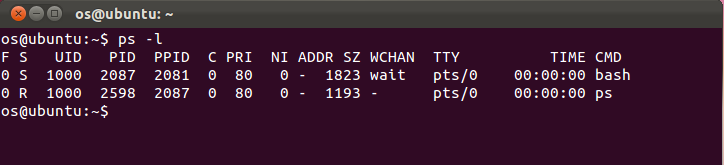 os@ubuntu: ~
os@ubuntu:~$ ps -l
F S   UID   PID  PPID  C PRI  NI ADDR SZ WCHAN  TTY          TIME CMD
0 S  1000  2087  2081  0  80   0 -  1823 wait   pts/0    00:00:00 bash
0 R  1000  2598  2087  0  80   0 -  1193 -      pts/0    00:00:00 ps
os@ubuntu:~$